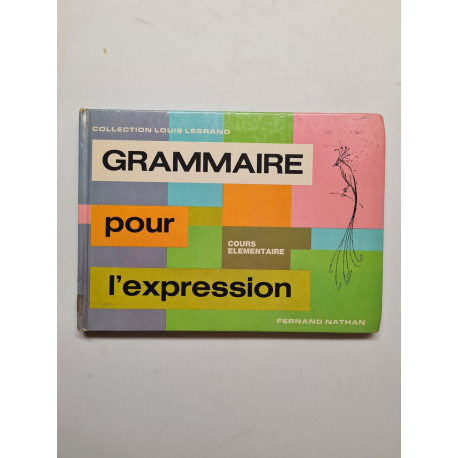 COLLECTION LOUIS LEGRAND
GRAMMAIRE
pour
COURS
ELEMENTAIRE
l'expression
FERNAND NATHAN